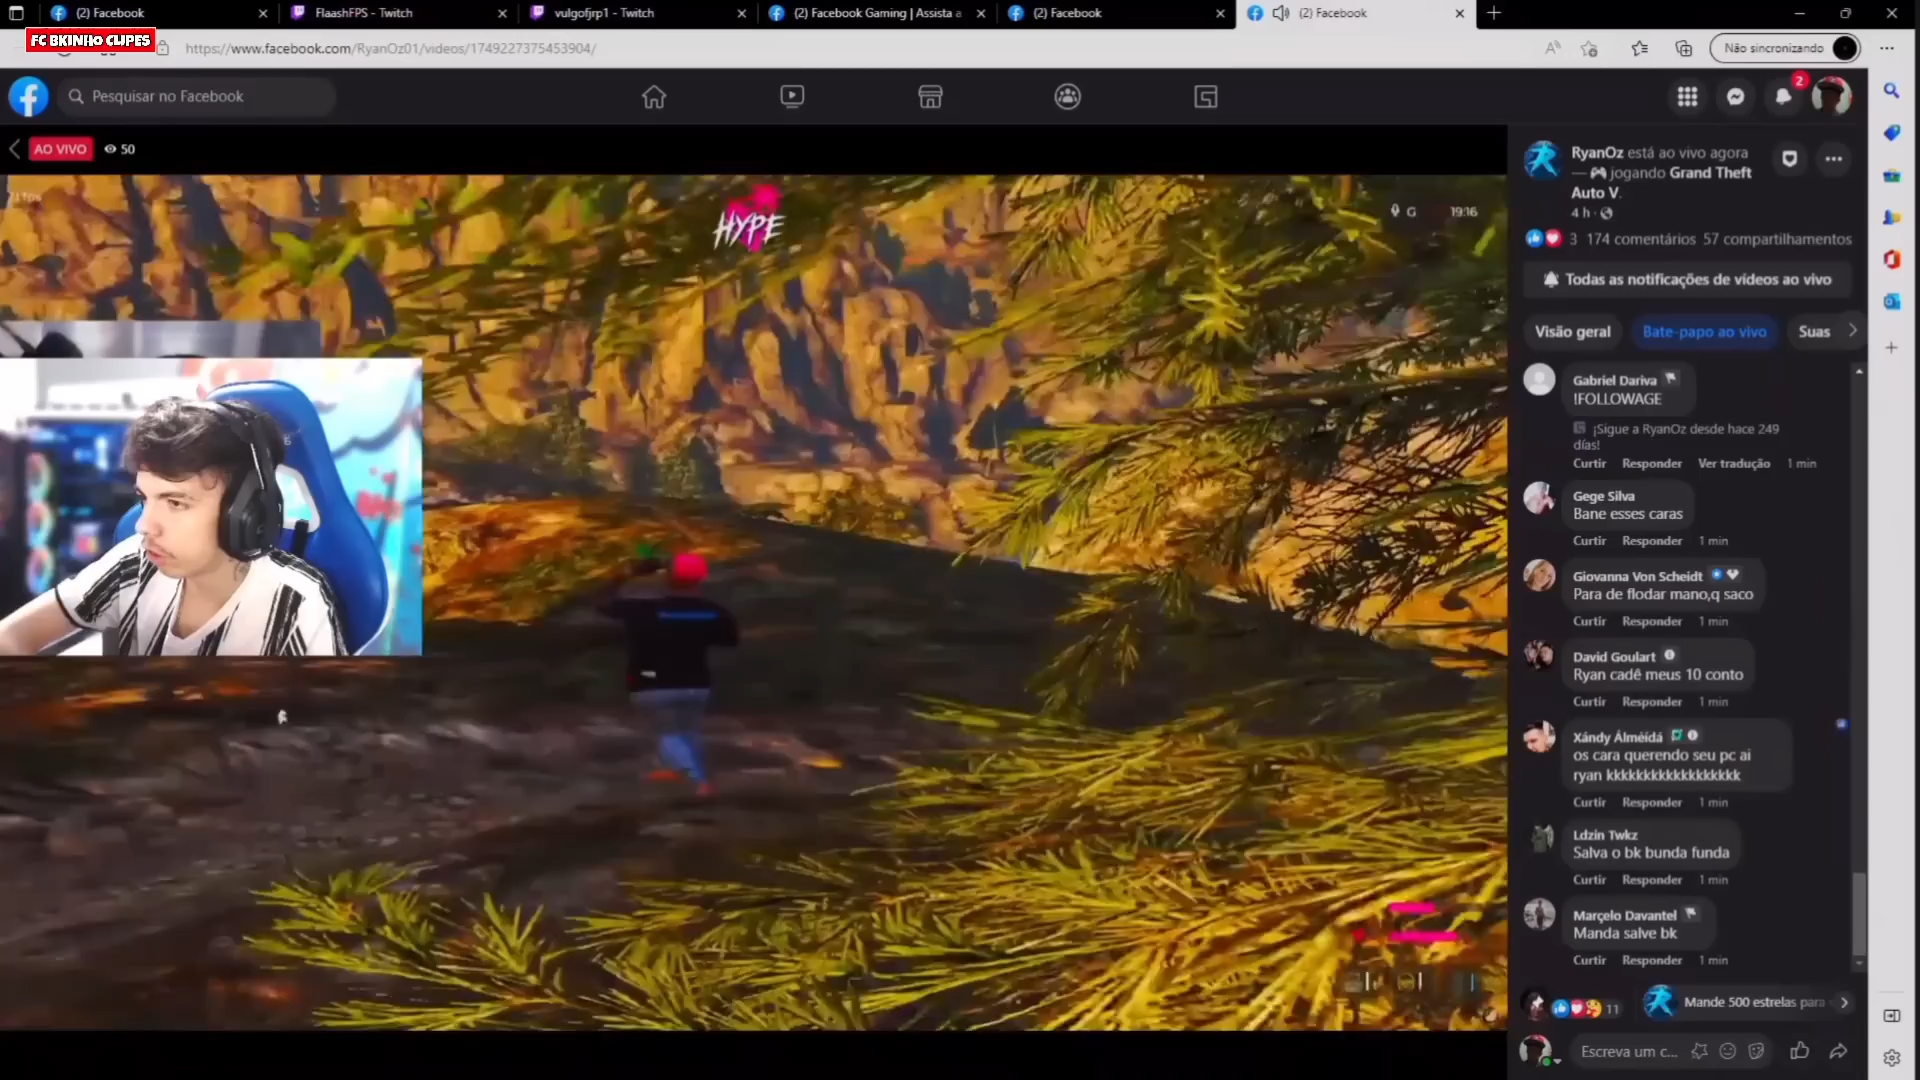 (2) Facebook
FlaashFPS - Twitch
vulgofjrp1 - Twitch
(2) Facebook Gaming | Assista a
(2) Facebook
(2) Facebook
FC BKINHO CLIPES
https://www.facebook.com/RyanOz01/videos/1749227375453904/
Não sincronizando
Pesquisar no Facebook
2
AO VIVO
50
HYPE
G
19:16
RyanOz está ao vivo agora
— jogando Grand Theft
Auto V.
4 h ·
3 174 comentários 57 compartilhamentos
Todas as notificações de vídeos ao vivo
Visão geral
Bate-papo ao vivo
Suas
Gabriel Dariva
!FOLLOWAGE
¡Sigue a RyanOz desde hace 249
días!
Curtir Responder Ver tradução 1 min
Gege Silva
Bane esses caras
Curtir Responder 1 min
Giovanna Von Scheidt
Para de flodar mano,q saco
Curtir Responder 1 min
David Goulart
Ryan cadê meus 10 conto
Curtir Responder 1 min
Xándy Álmêídá
os cara querendo seu pc ai
ryan kkkkkkkkkkkkkkkkkk
Curtir Responder 1 min
Ldzin Twkz
Salva o bk bunda funda
Curtir Responder 1 min
Marçelo Davantel
Manda salve bk
Curtir Responder 1 min
11
Mande 500 estrelas para
Escreva um c...